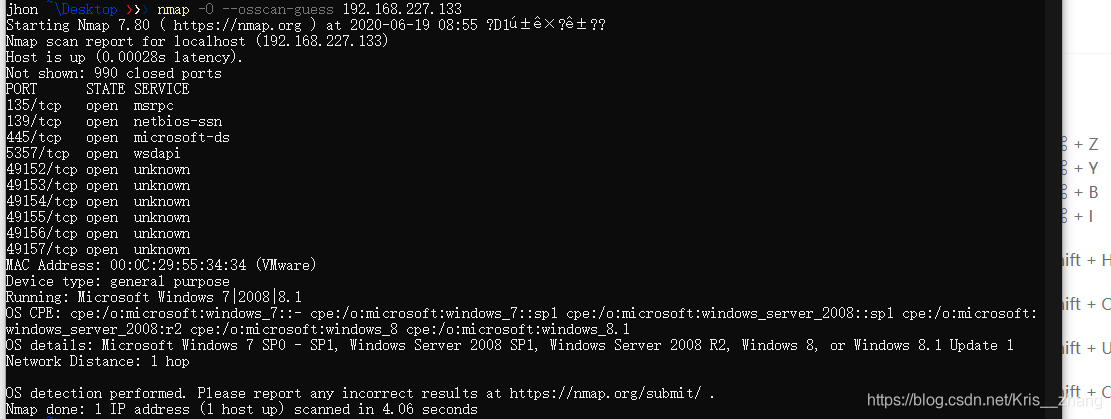 jhon ~\Desktop ❯❯❯ nmap -O --osscan-guess 192.168.227.133
Starting Nmap 7.80 ( https://nmap.org ) at 2020-06-19 08:55 ?D1ú±ê×?ê±??
Nmap scan report for localhost (192.168.227.133)
Host is up (0.00028s latency).
Not shown: 990 closed ports
PORT STATE SERVICE
135/tcp open msrpc
139/tcp open netbios-ssn
445/tcp open microsoft-ds
5357/tcp open wsdapi
49152/tcp open unknown
49153/tcp open unknown
49154/tcp open unknown
49155/tcp open unknown
49156/tcp open unknown
49157/tcp open unknown
MAC Address: 00:0C:29:55:34:34 (VMware)
Device type: general purpose
Running: Microsoft Windows 7|2008|8.1
OS CPE: cpe:/o:microsoft:windows_7::- cpe:/o:microsoft:windows_7::sp1 cpe:/o:microsoft:windows_server_2008::sp1 cpe:/o:microsoft:
windows_server_2008:r2 cpe:/o:microsoft:windows_8 cpe:/o:microsoft:windows_8.1
OS details: Microsoft Windows 7 SP0 - SP1, Windows Server 2008 SP1, Windows Server 2008 R2, Windows 8, or Windows 8.1 Update 1
Network Distance: 1 hop
OS detection performed. Please report any incorrect results at https://nmap.org/submit/ .
Nmap done: 1 IP address (1 host up) scanned in 4.06 seconds
+ Z
+ Y
+ B
+ I
ift + H
ift + C
ift + U
ift + C
https://blog.csdn.net/Kris__zhang